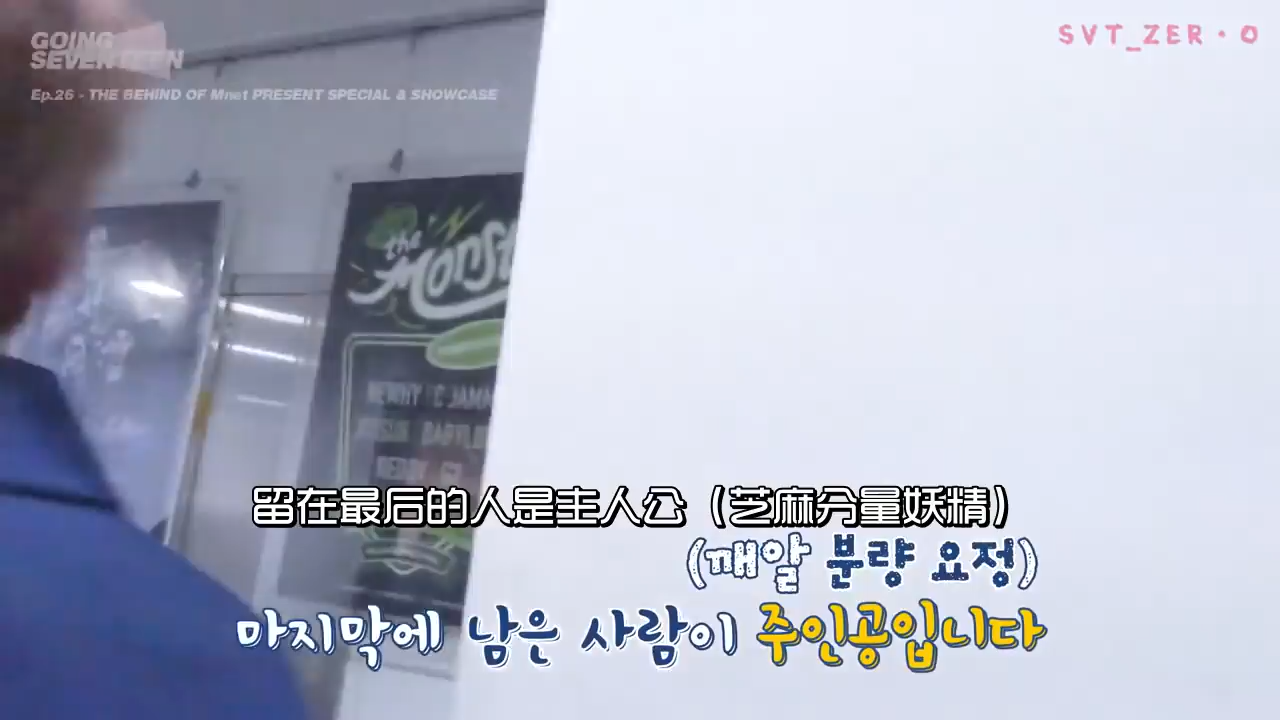 GOING
SEVENTEEN
SVT_ZER·O
Ep.26 - THE BEHIND OF Mnet PRESENT SPECIAL & SHOWCASE
the
留在最后的人是主人公（芝麻分量妖精）
(깨알 분량 요정)
마지막에 남은 사람이 주인공입니다